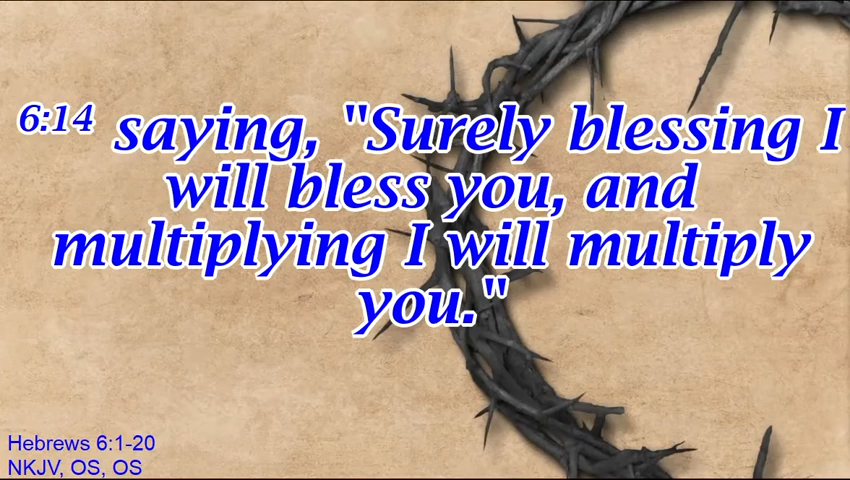 6:14 saying, "Surely blessing I
will bless you, and
multiplying I will multiply
you."
Hebrews 6:1-20
NKJV, OS, OS